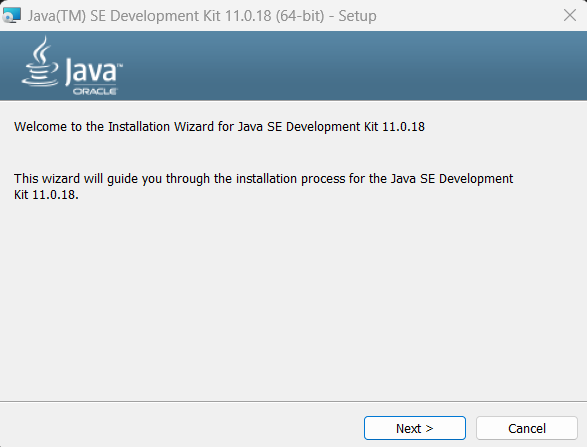 Java(TM) SE Development Kit 11.0.18 (64-bit) - Setup
Java™
ORACLE
Welcome to the Installation Wizard for Java SE Development Kit 11.0.18
This wizard will guide you through the installation process for the Java SE Development
Kit 11.0.18.
Next >
Cancel